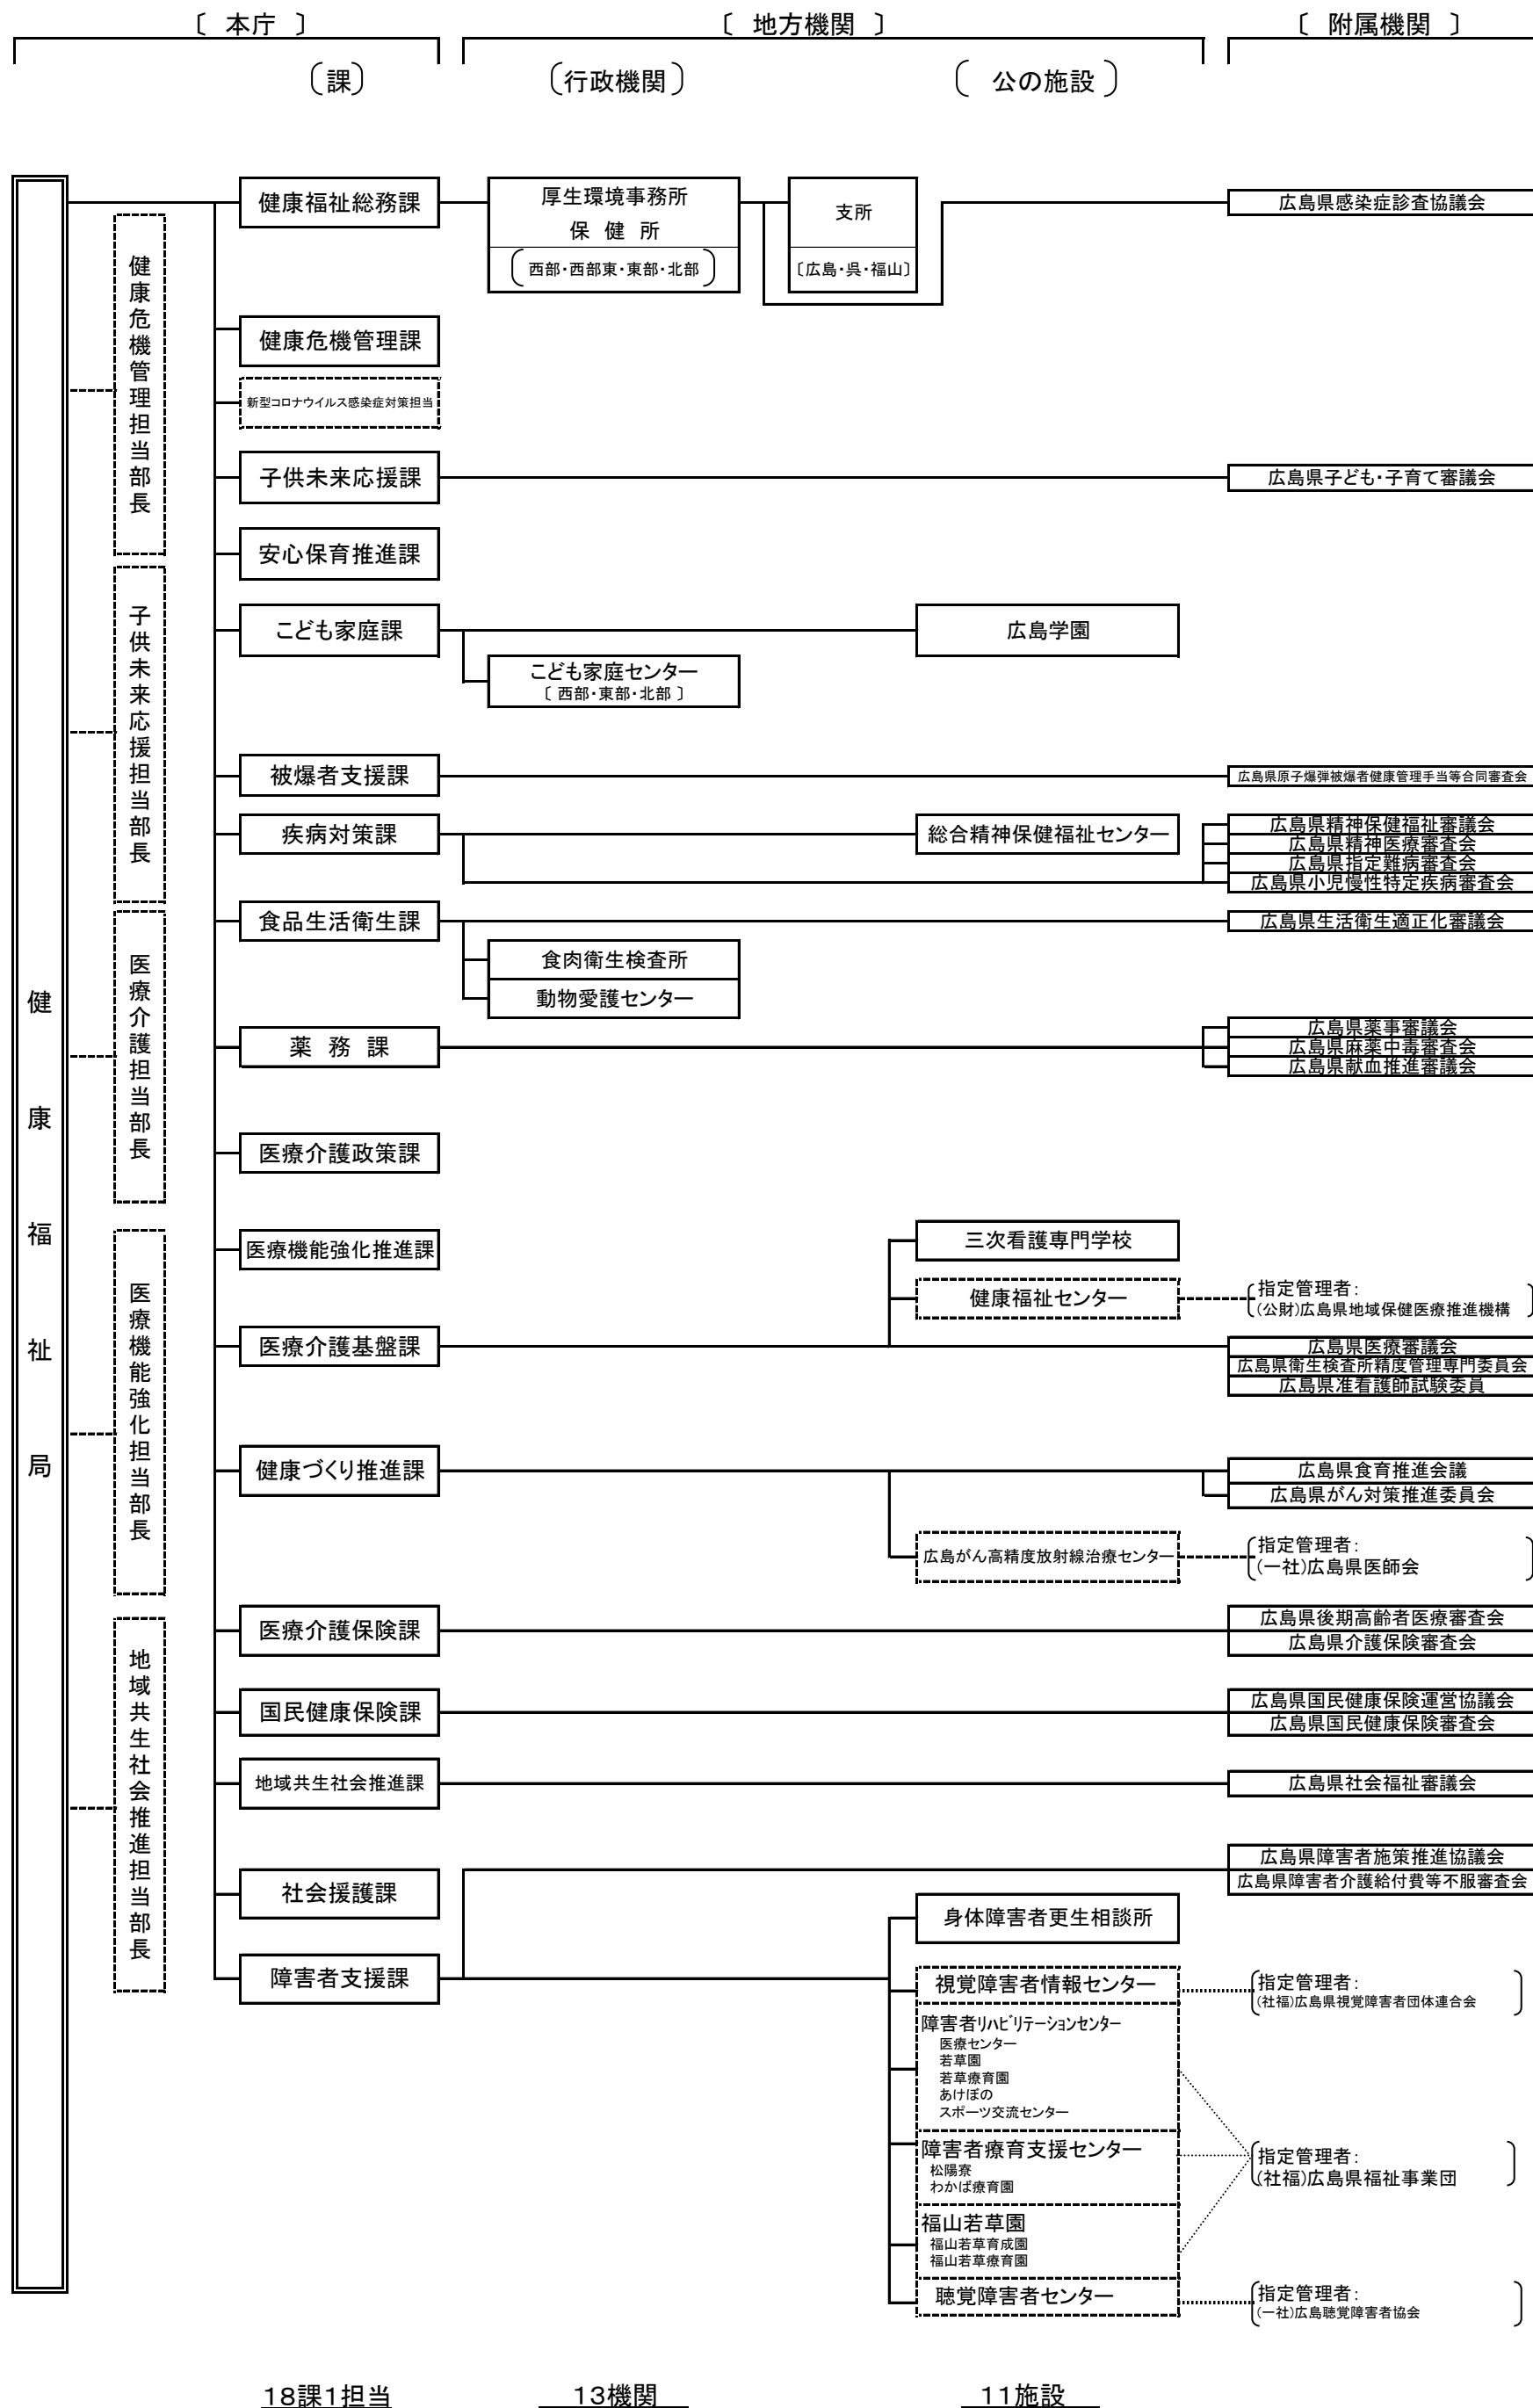 〔 本庁 〕
〔 地方機関 〕
〔 附属機関 〕
〔課〕
〔行政機関〕
〔 公の施設 〕
健康福祉局
健康危機管理担当部長
子供未来応援担当部長
医療介護担当部長
医療機能強化担当部長
地域共生社会推進担当部長
健康福祉総務課
厚生環境事務所
保 健 所
(西部・西部東・東部・北部)
支所
〔広島・呉・福山〕
広島県感染症診査協議会
健康危機管理課
新型コロナウイルス感染症対策担当
子供未来応援課
広島県子ども・子育て審議会
安心保育推進課
こども家庭課
広島学園
こども家庭センター
〔 西部・東部・北部 〕
被爆者支援課
広島県原子爆弾被爆者健康管理手当等合同審査会
疾病対策課
総合精神保健福祉センター
広島県精神保健福祉審議会
広島県精神医療審査会
広島県指定難病審査会
広島県小児慢性特定疾病審査会
食品生活衛生課
広島県生活衛生適正化審議会
食肉衛生検査所
動物愛護センター
薬 務 課
広島県薬事審議会
広島県麻薬中毒審査会
広島県献血推進審議会
医療介護政策課
医療機能強化推進課
三次看護専門学校
健康福祉センター
指定管理者：
(公財)広島県地域保健医療推進機構
医療介護基盤課
広島県医療審議会
広島県衛生検査所精度管理専門委員会
広島県准看護師試験委員
健康づくり推進課
広島県食育推進会議
広島県がん対策推進委員会
広島がん高精度放射線治療センター
指定管理者：
(一社)広島県医師会
医療介護保険課
広島県後期高齢者医療審査会
広島県介護保険審査会
国民健康保険課
広島県国民健康保険運営協議会
広島県国民健康保険審査会
地域共生社会推進課
広島県社会福祉審議会
広島県障害者施策推進協議会
広島県障害者介護給付費等不服審査会
社会援護課
身体障害者更生相談所
障害者支援課
視覚障害者情報センター
指定管理者：
(社福)広島県視覚障害者団体連合会
障害者ﾘﾊﾋﾞﾘﾃｰｼｮﾝｾﾝﾀｰ
医療センター
若草園
若草療育園
あけぼの
スポーツ交流センター
障害者療育支援センター
松陽寮
わかば療育園
指定管理者：
(社福)広島県福祉事業団
福山若草園
福山若草育成園
福山若草療育園
聴覚障害者センター
指定管理者：
(一社)広島聴覚障害者協会
18課1担当
13機関
11施設